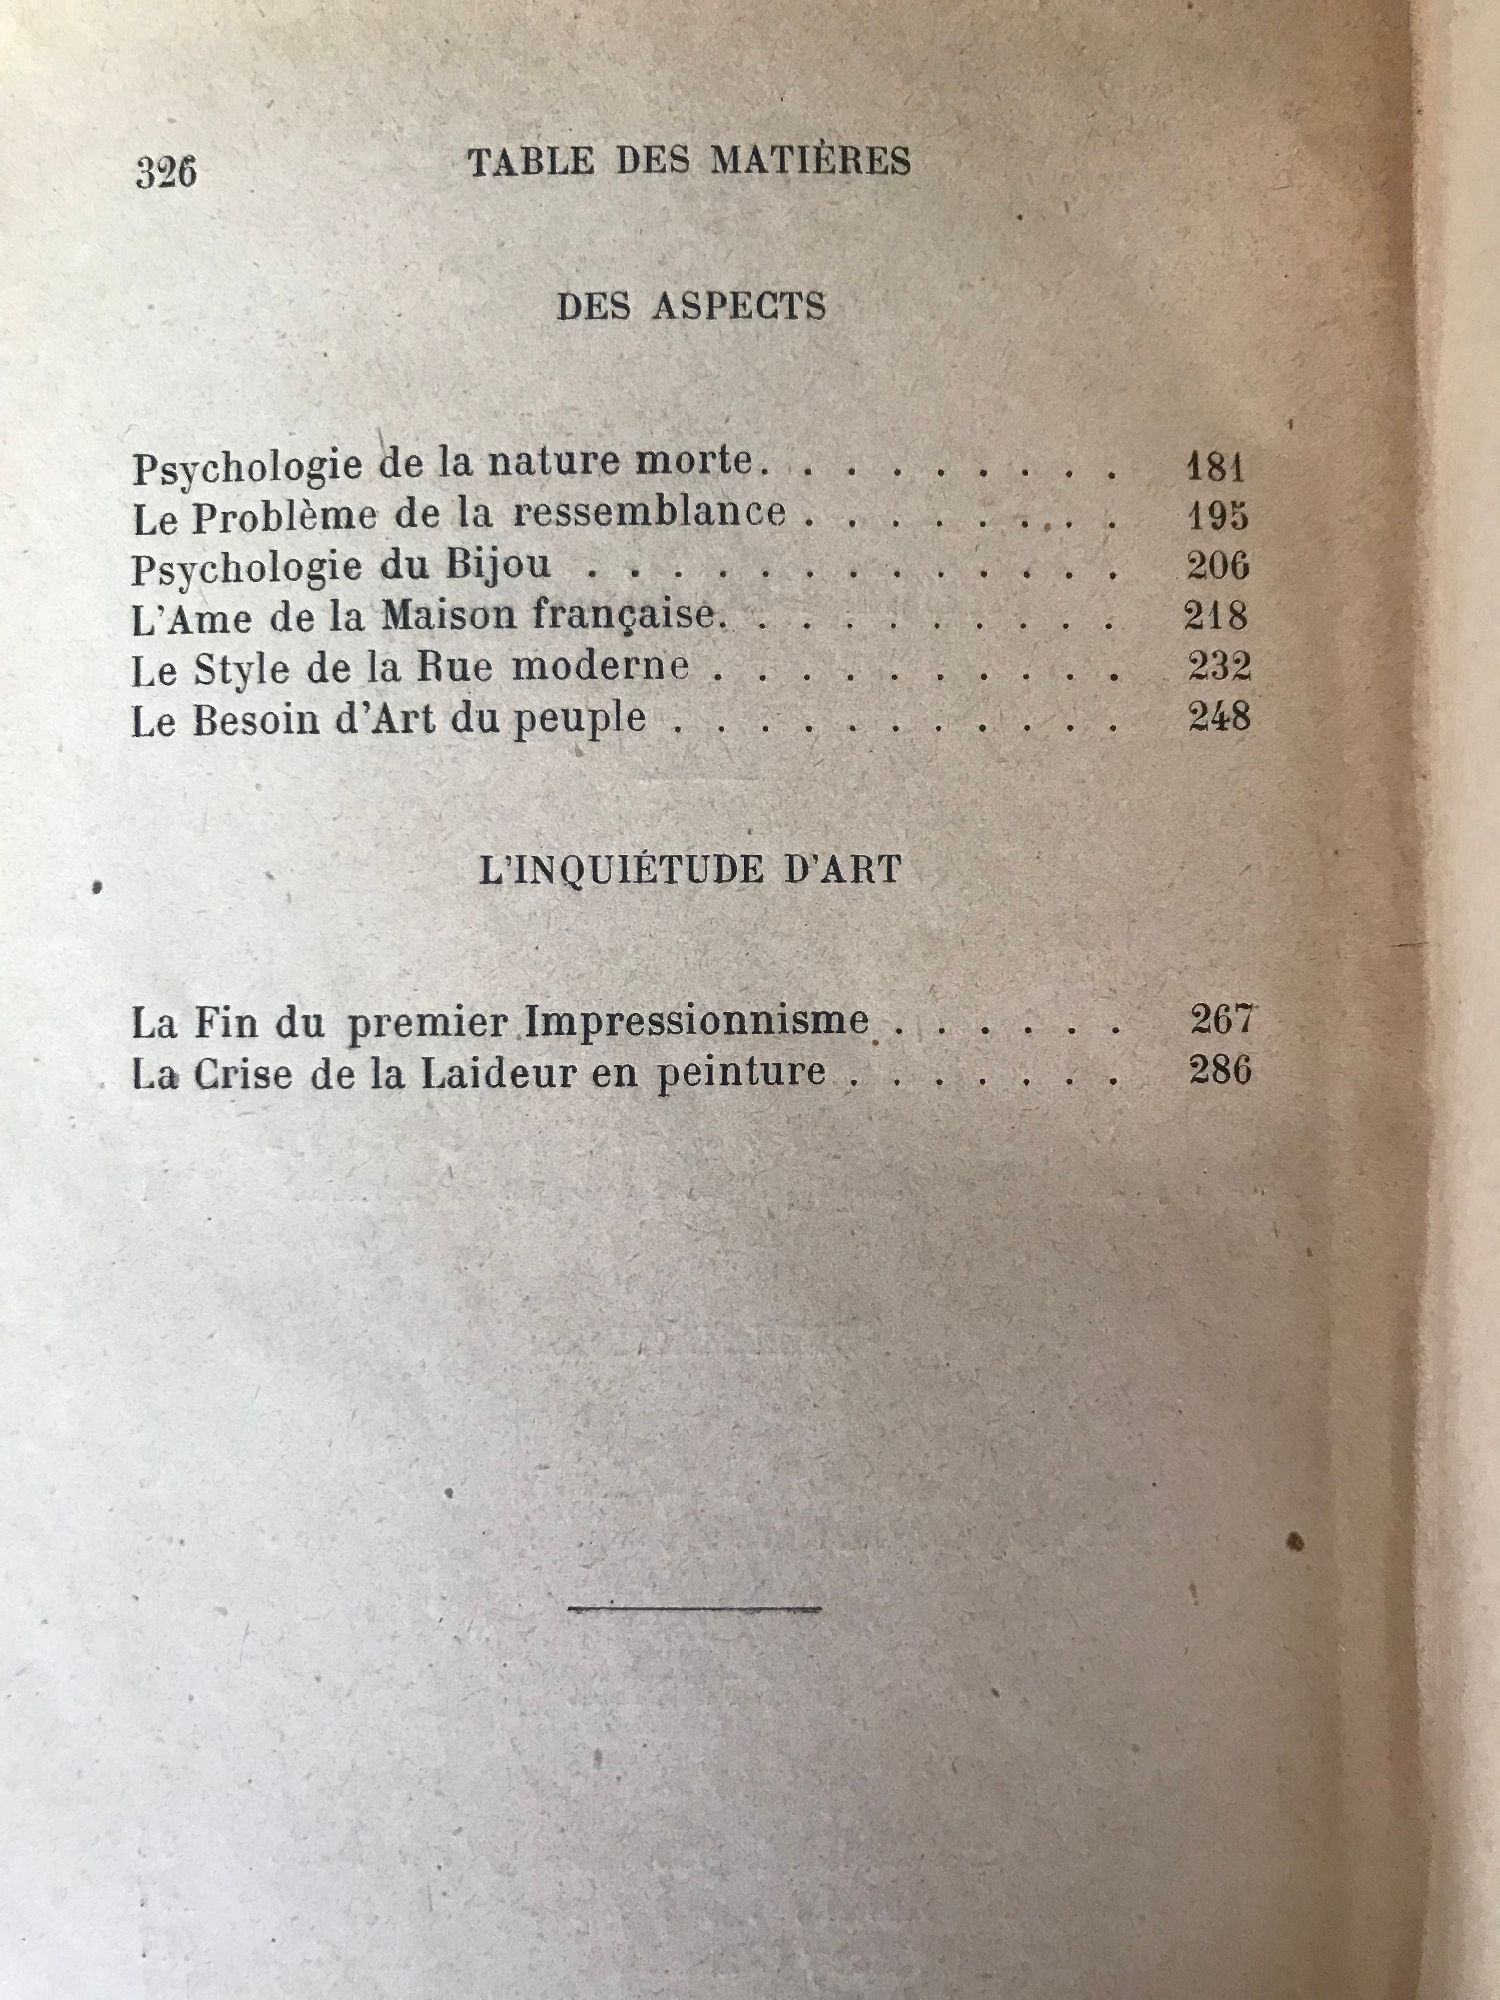 326 TABLE DES MATIÈRES
DES ASPECTS
Psychologie de la nature morte. . . . . . . . . 181
Le Problème de la ressemblance . . . . . . . . 195
Psychologie du Bijou . . . . . . . . . . . . . 206
L'Ame de la Maison française. . . . . . . . . . 218
Le Style de la Rue moderne . . . . . . . . . . 232
Le Besoin d'Art du peuple . . . . . . . . . . . 248
L'INQUIÉTUDE D'ART
La Fin du premier Impressionnisme . . . . . . 267
La Crise de la Laideur en peinture . . . . . . . 286